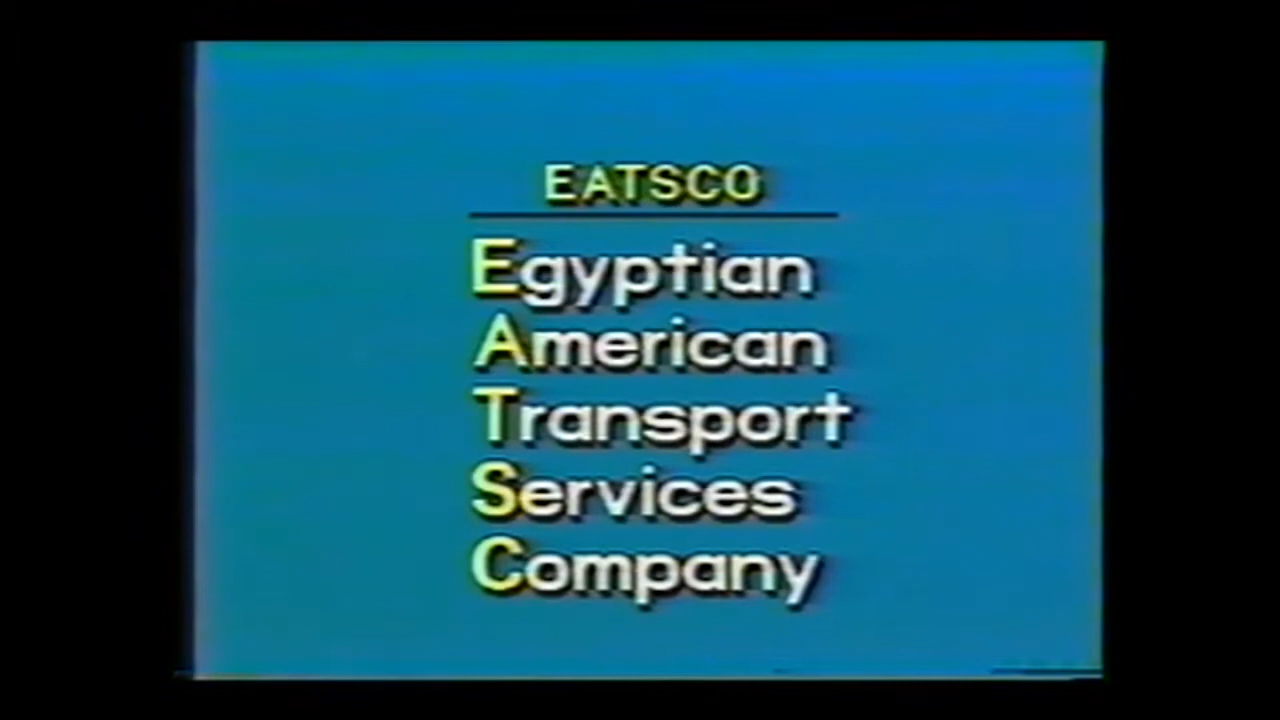 EATSCO
Egyptian
American
Transport
Services
Company